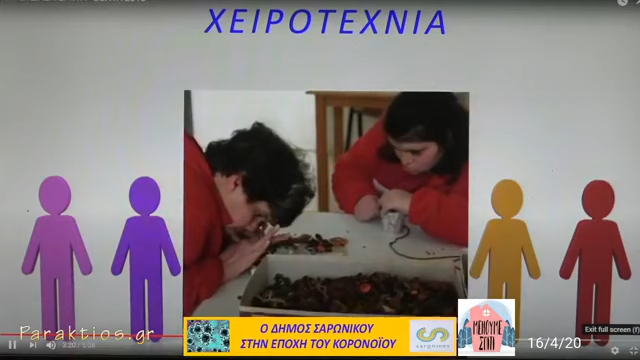 ΧΕΙΡΟΤΕΧΝΙΑ
Paraktios.gr
Ο ΔΗΜΟΣ ΣΑΡΩΝΙΚΟΥ
ΣΤΗΝ ΕΠΟΧΗ ΤΟΥ ΚΟΡΟΝΟΪΟΥ
ΜΕΝΟΥΜΕ
ΣΠΙΤΙ
16/4/20
Exit full screen (f)